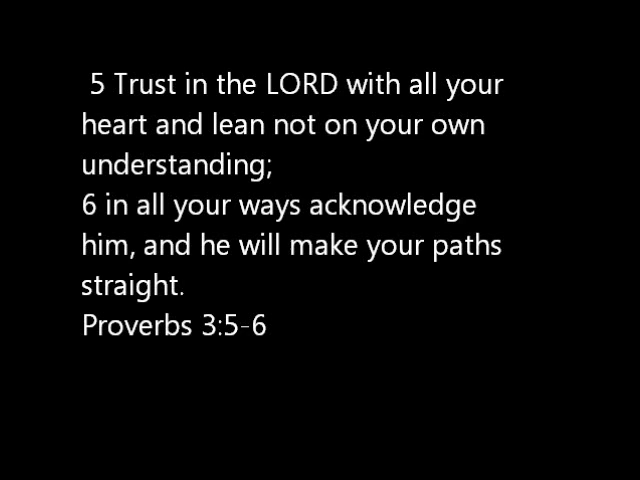 5 Trust in the LORD with all your
heart and lean not on your own
understanding;
6 in all your ways acknowledge
him, and he will make your paths
straight.
Proverbs 3:5-6